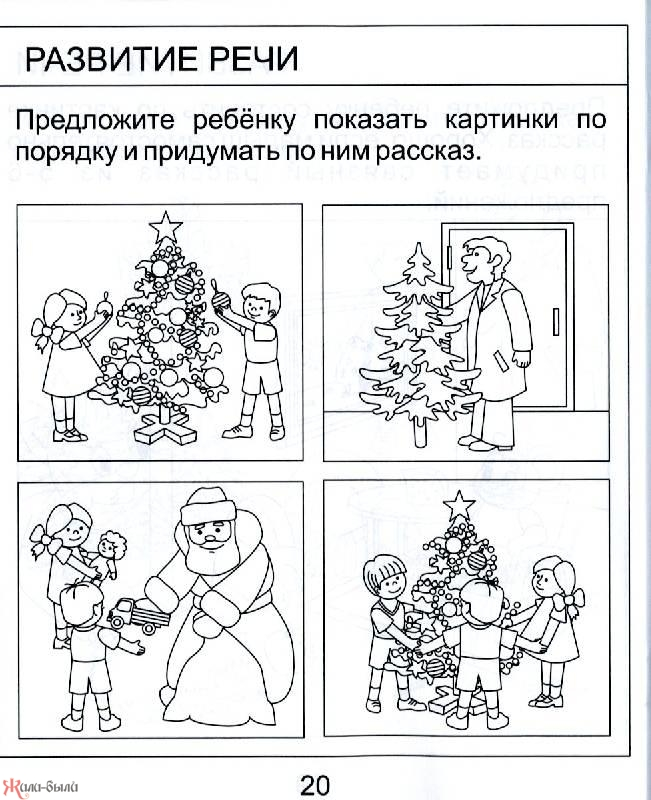 РАЗВИТИЕ РЕЧИ
Предложите ребёнку показать картинки по
порядку и придумать по ним рассказ.
20
Жили-были